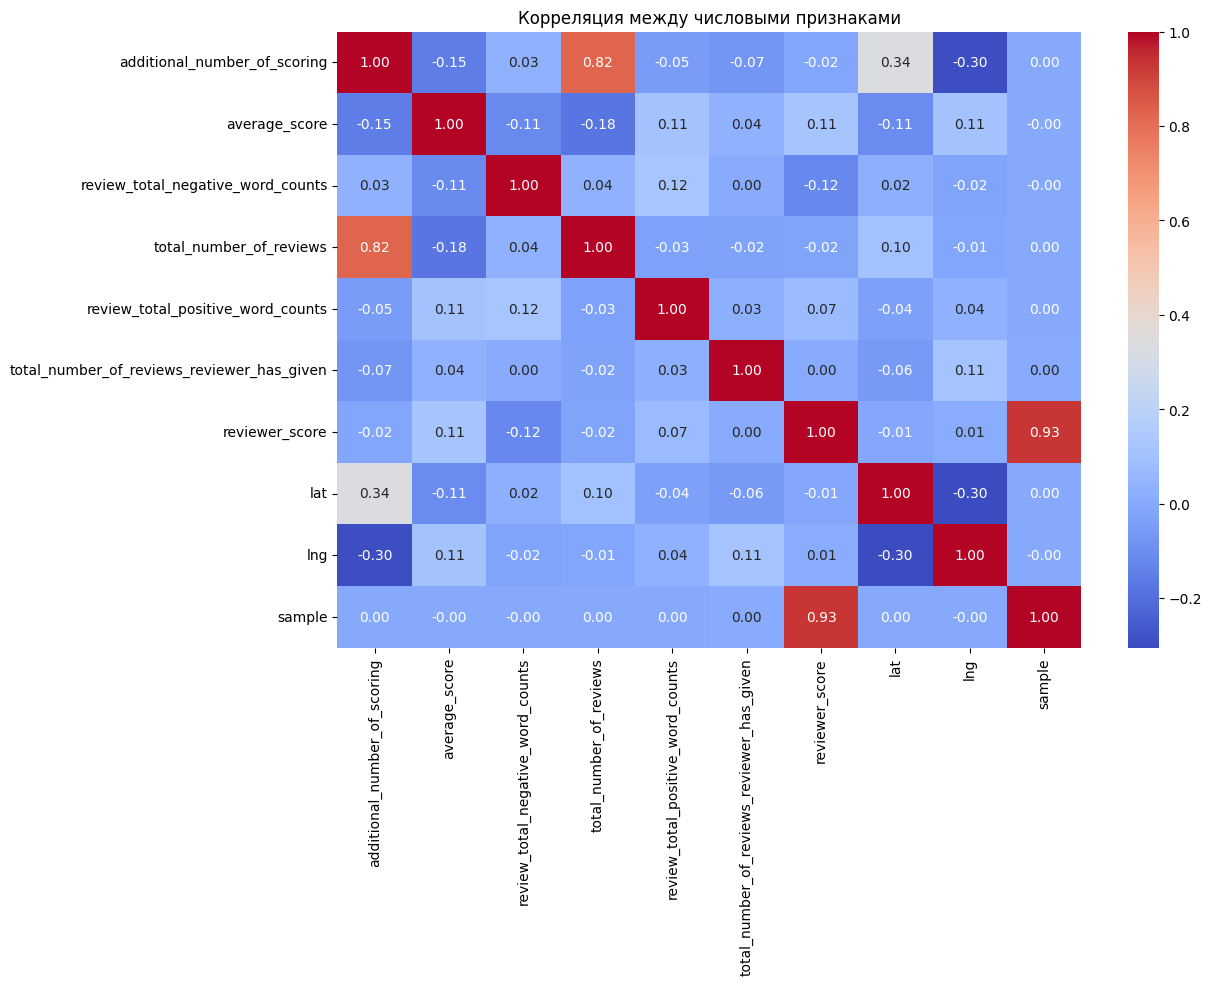 Корреляция между числовыми признаками
additional_number_of_scoring 1.00 -0.15 0.03 0.82 -0.05 -0.07 -0.02 0.34 -0.30 0.00
average_score -0.15 1.00 -0.11 -0.18 0.11 0.04 0.11 -0.11 0.11 -0.00
review_total_negative_word_counts 0.03 -0.11 1.00 0.04 0.12 0.00 -0.12 0.02 -0.02 -0.00
total_number_of_reviews 0.82 -0.18 0.04 1.00 -0.03 -0.02 -0.02 0.10 -0.01 0.00
review_total_positive_word_counts -0.05 0.11 0.12 -0.03 1.00 0.03 0.07 -0.04 0.04 0.00
total_number_of_reviews_reviewer_has_given -0.07 0.04 0.00 -0.02 0.03 1.00 0.00 -0.06 0.11 0.00
reviewer_score -0.02 0.11 -0.12 -0.02 0.07 0.00 1.00 -0.01 0.01 0.93
lat 0.34 -0.11 0.02 0.10 -0.04 -0.06 -0.01 1.00 -0.30 0.00
lng -0.30 0.11 -0.02 -0.01 0.04 0.11 0.01 -0.30 1.00 -0.00
sample 0.00 -0.00 -0.00 0.00 0.00 0.00 0.93 0.00 -0.00 1.00
additional_number_of_scoring
average_score
review_total_negative_word_counts
total_number_of_reviews
review_total_positive_word_counts
total_number_of_reviews_reviewer_has_given
reviewer_score
lat
lng
sample
1.0
0.8
0.6
0.4
0.2
0.0
−0.2